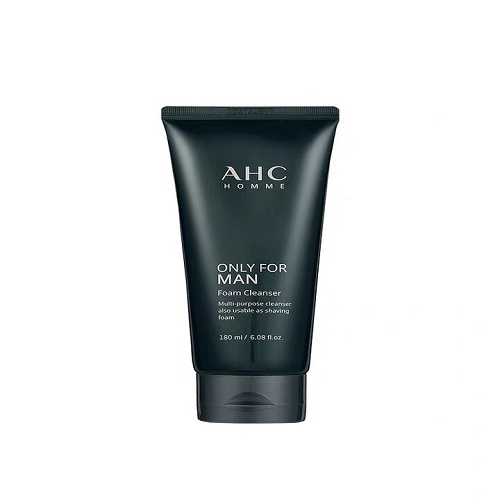 AHC
HOMME
ONLY FOR
MAN
Foam Cleanser
Multi-purpose cleanser
also usable as shaving
foam
180 ml / 6.08 fl.oz.